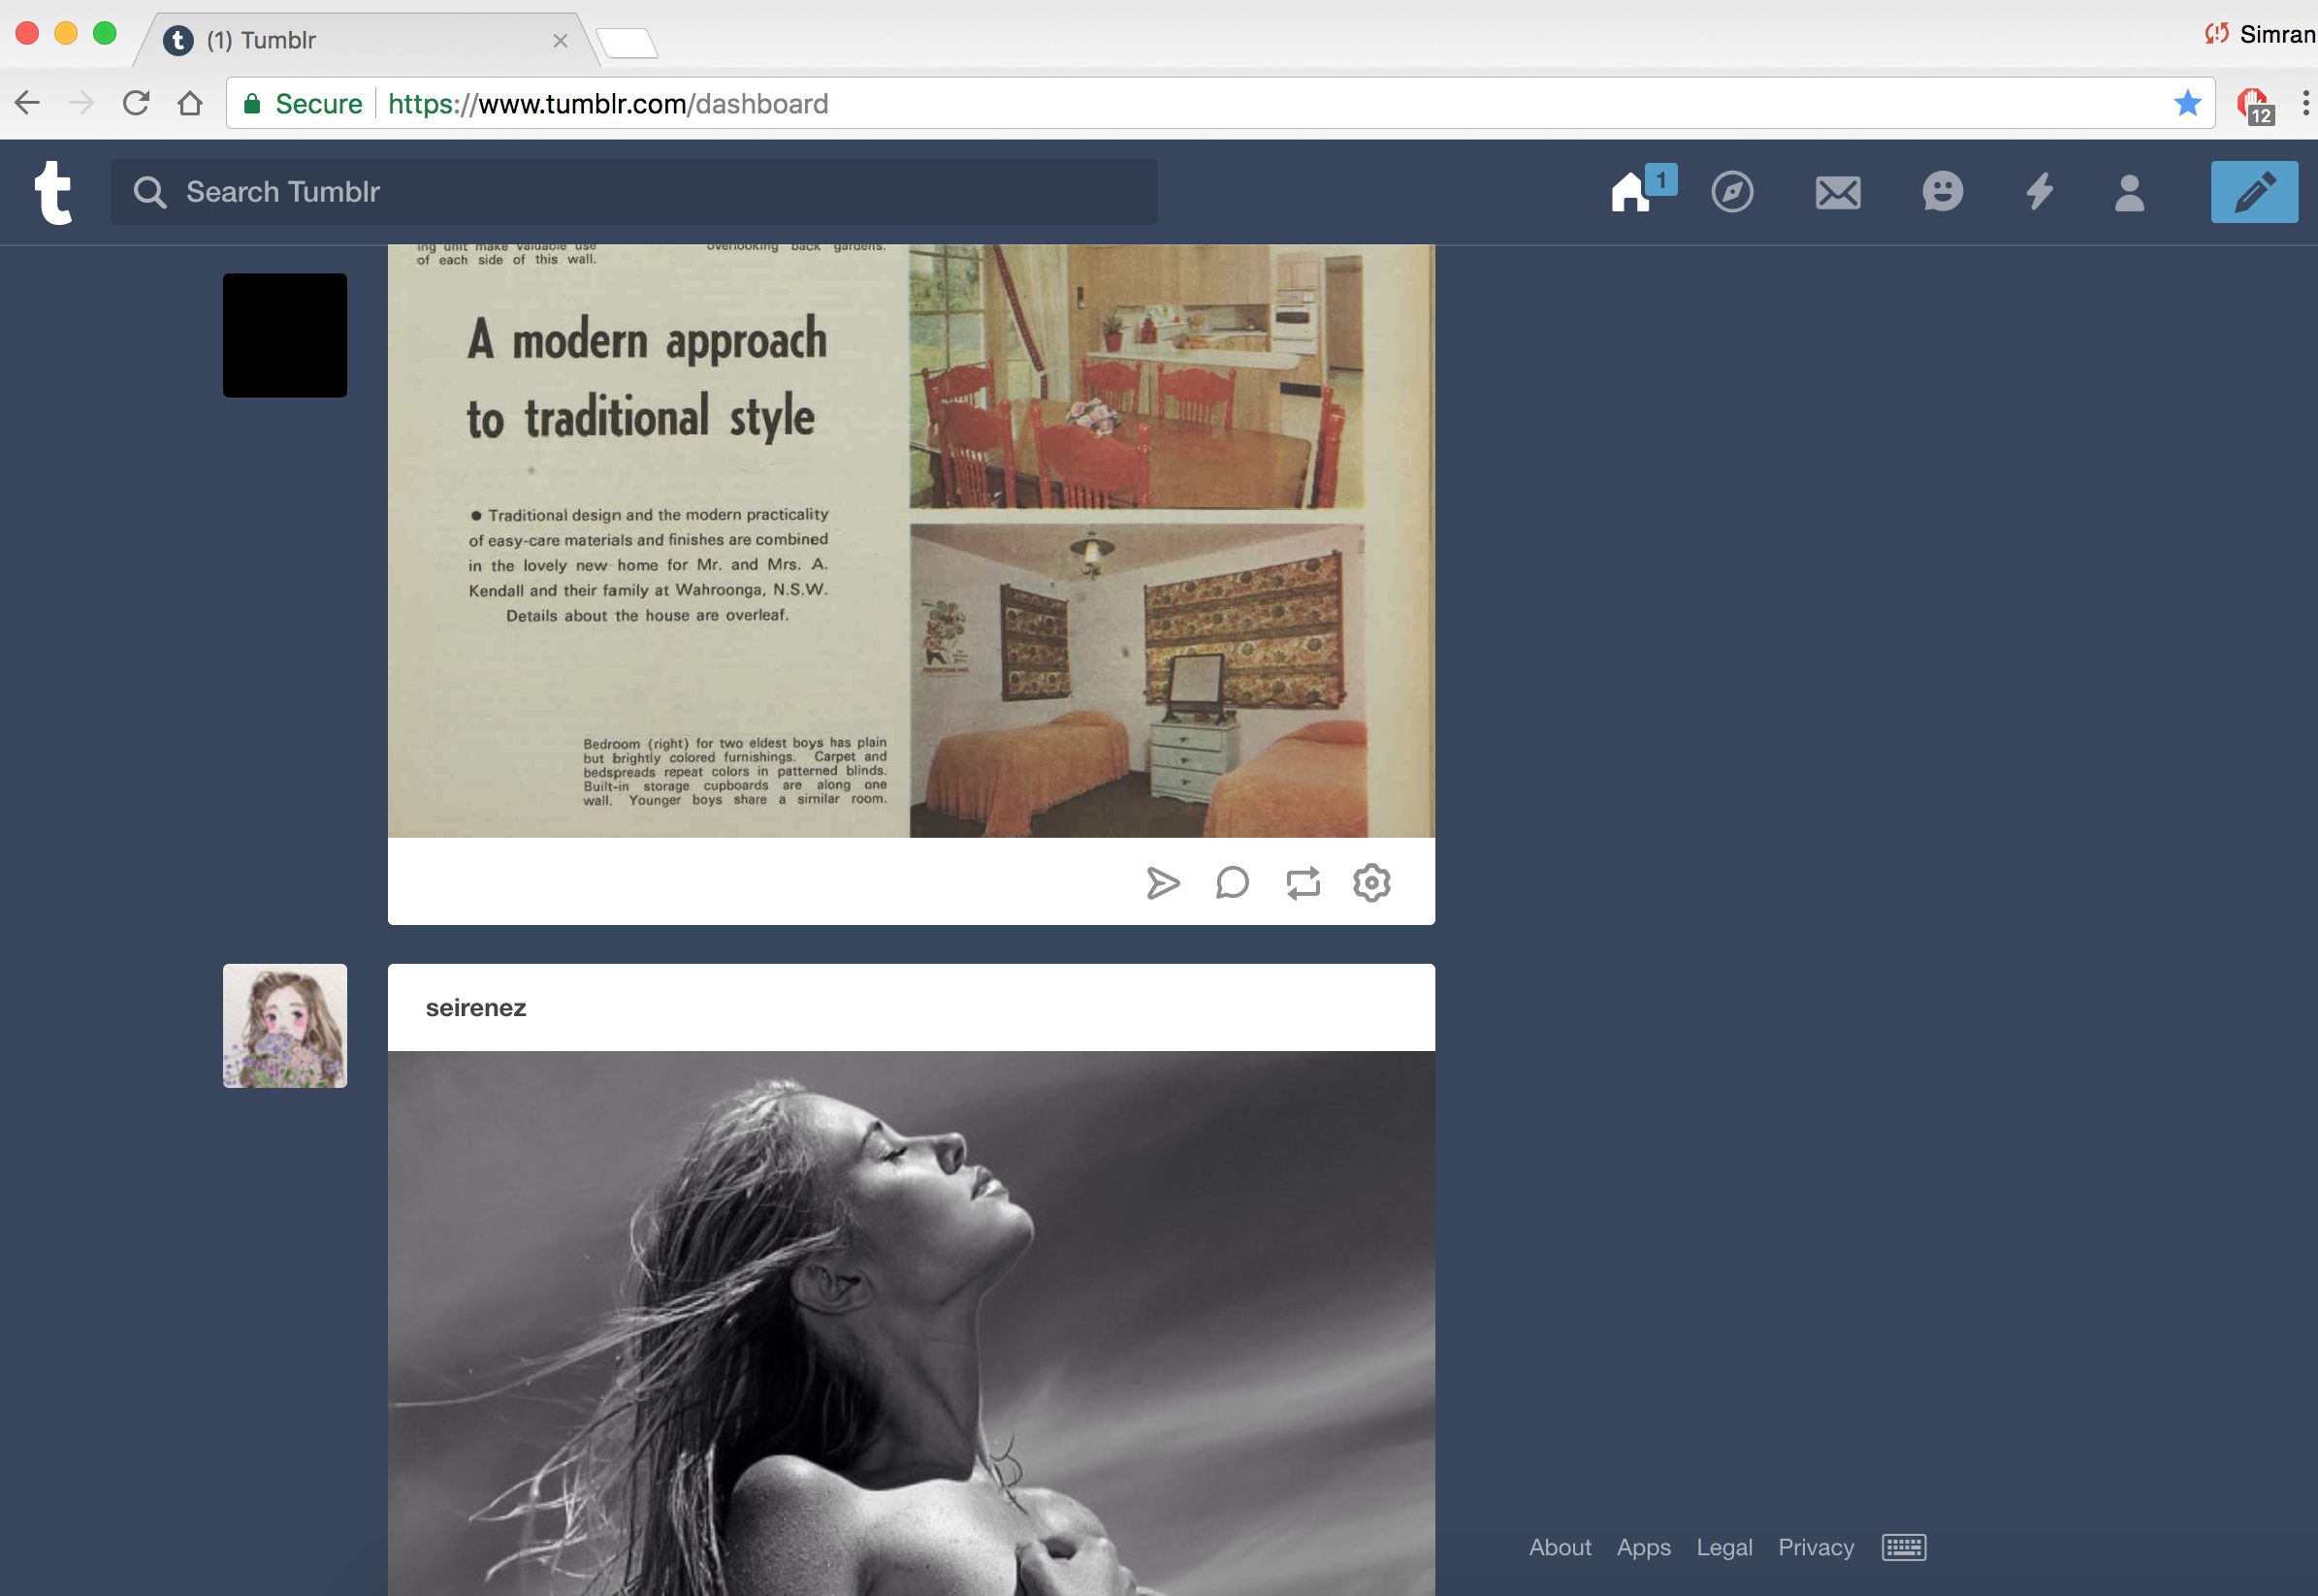 (1) Tumblr
Simran
Secure https://www.tumblr.com/dashboard
12
t Search Tumblr 1
ing unit make valuable use
of each side of this wall.
overlooking back gardens.
A modern approach
to traditional style
● Traditional design and the modern practicality
of easy-care materials and finishes are combined
in the lovely new home for Mr. and Mrs. A.
Kendall and their family at Wahroonga, N.S.W.
Details about the house are overleaf.
Bedroom (right) for two eldest boys has plain
but brightly colored furnishings. Carpet and
bedspreads repeat colors in patterned blinds.
Built-in storage cupboards are along one
wall. Younger boys share a similar room.
seirenez
About Apps Legal Privacy